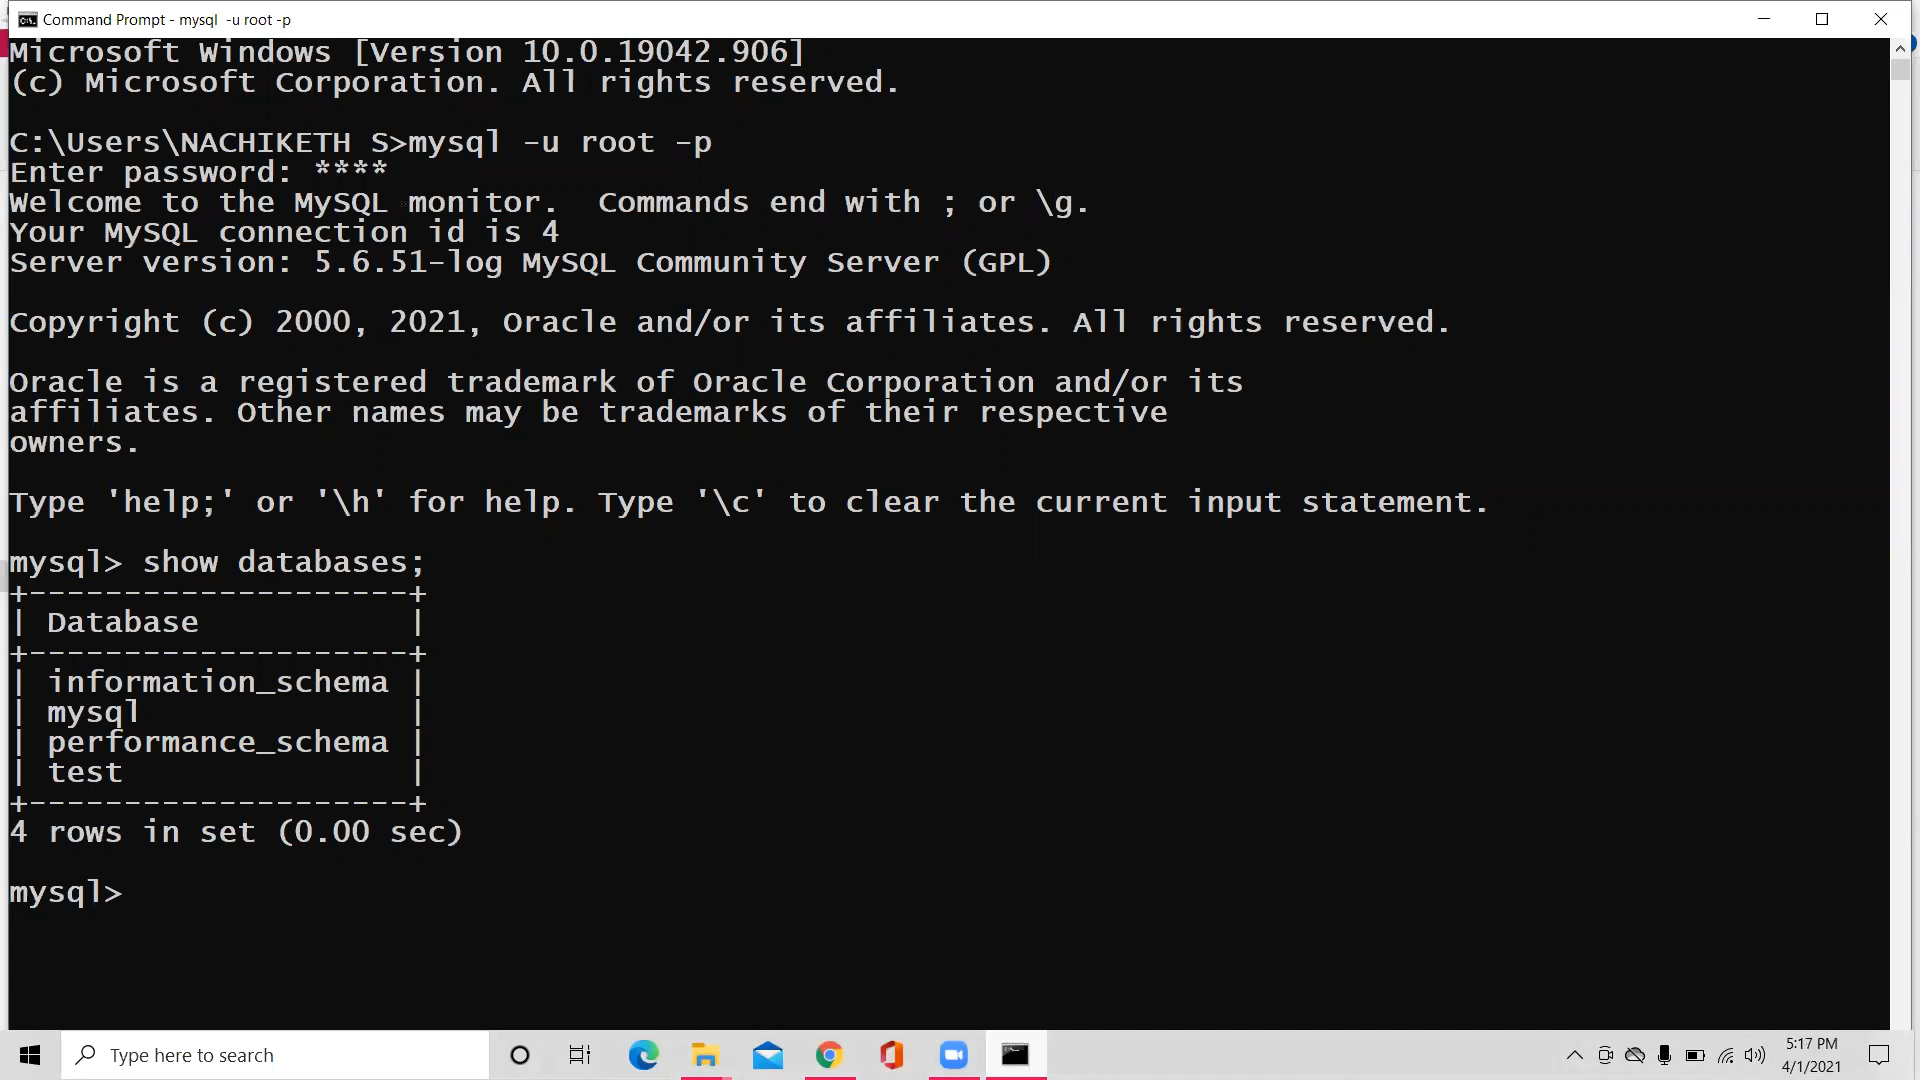 Command Prompt - mysql  -u root -p
Microsoft Windows [Version 10.0.19042.906]
(c) Microsoft Corporation. All rights reserved.
C:\Users\NACHIKETH S>mysql -u root -p
Enter password: ****
Welcome to the MySQL monitor.  Commands end with ; or \g.
Your MySQL connection id is 4
Server version: 5.6.51-log MySQL Community Server (GPL)
Copyright (c) 2000, 2021, Oracle and/or its affiliates. All rights reserved.
Oracle is a registered trademark of Oracle Corporation and/or its
affiliates. Other names may be trademarks of their respective
owners.
Type 'help;' or '\h' for help. Type '\c' to clear the current input statement.
mysql> show databases;
+--------------------+
| Database           |
+--------------------+
| information_schema |
| mysql              |
| performance_schema |
| test               |
+--------------------+
4 rows in set (0.00 sec)
mysql>
Type here to search
5:17 PM
4/1/2021